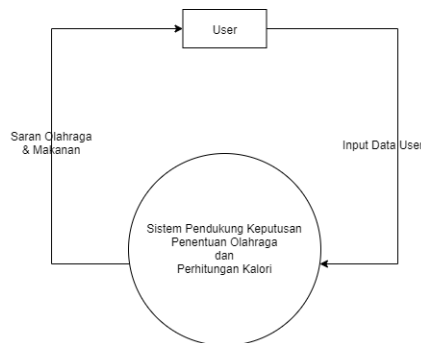 User
Saran Olahraga
& Makanan
Input Data User
Sistem Pendukung Keputusan
Penentuan Olahraga
dan
Perhitungan Kalori